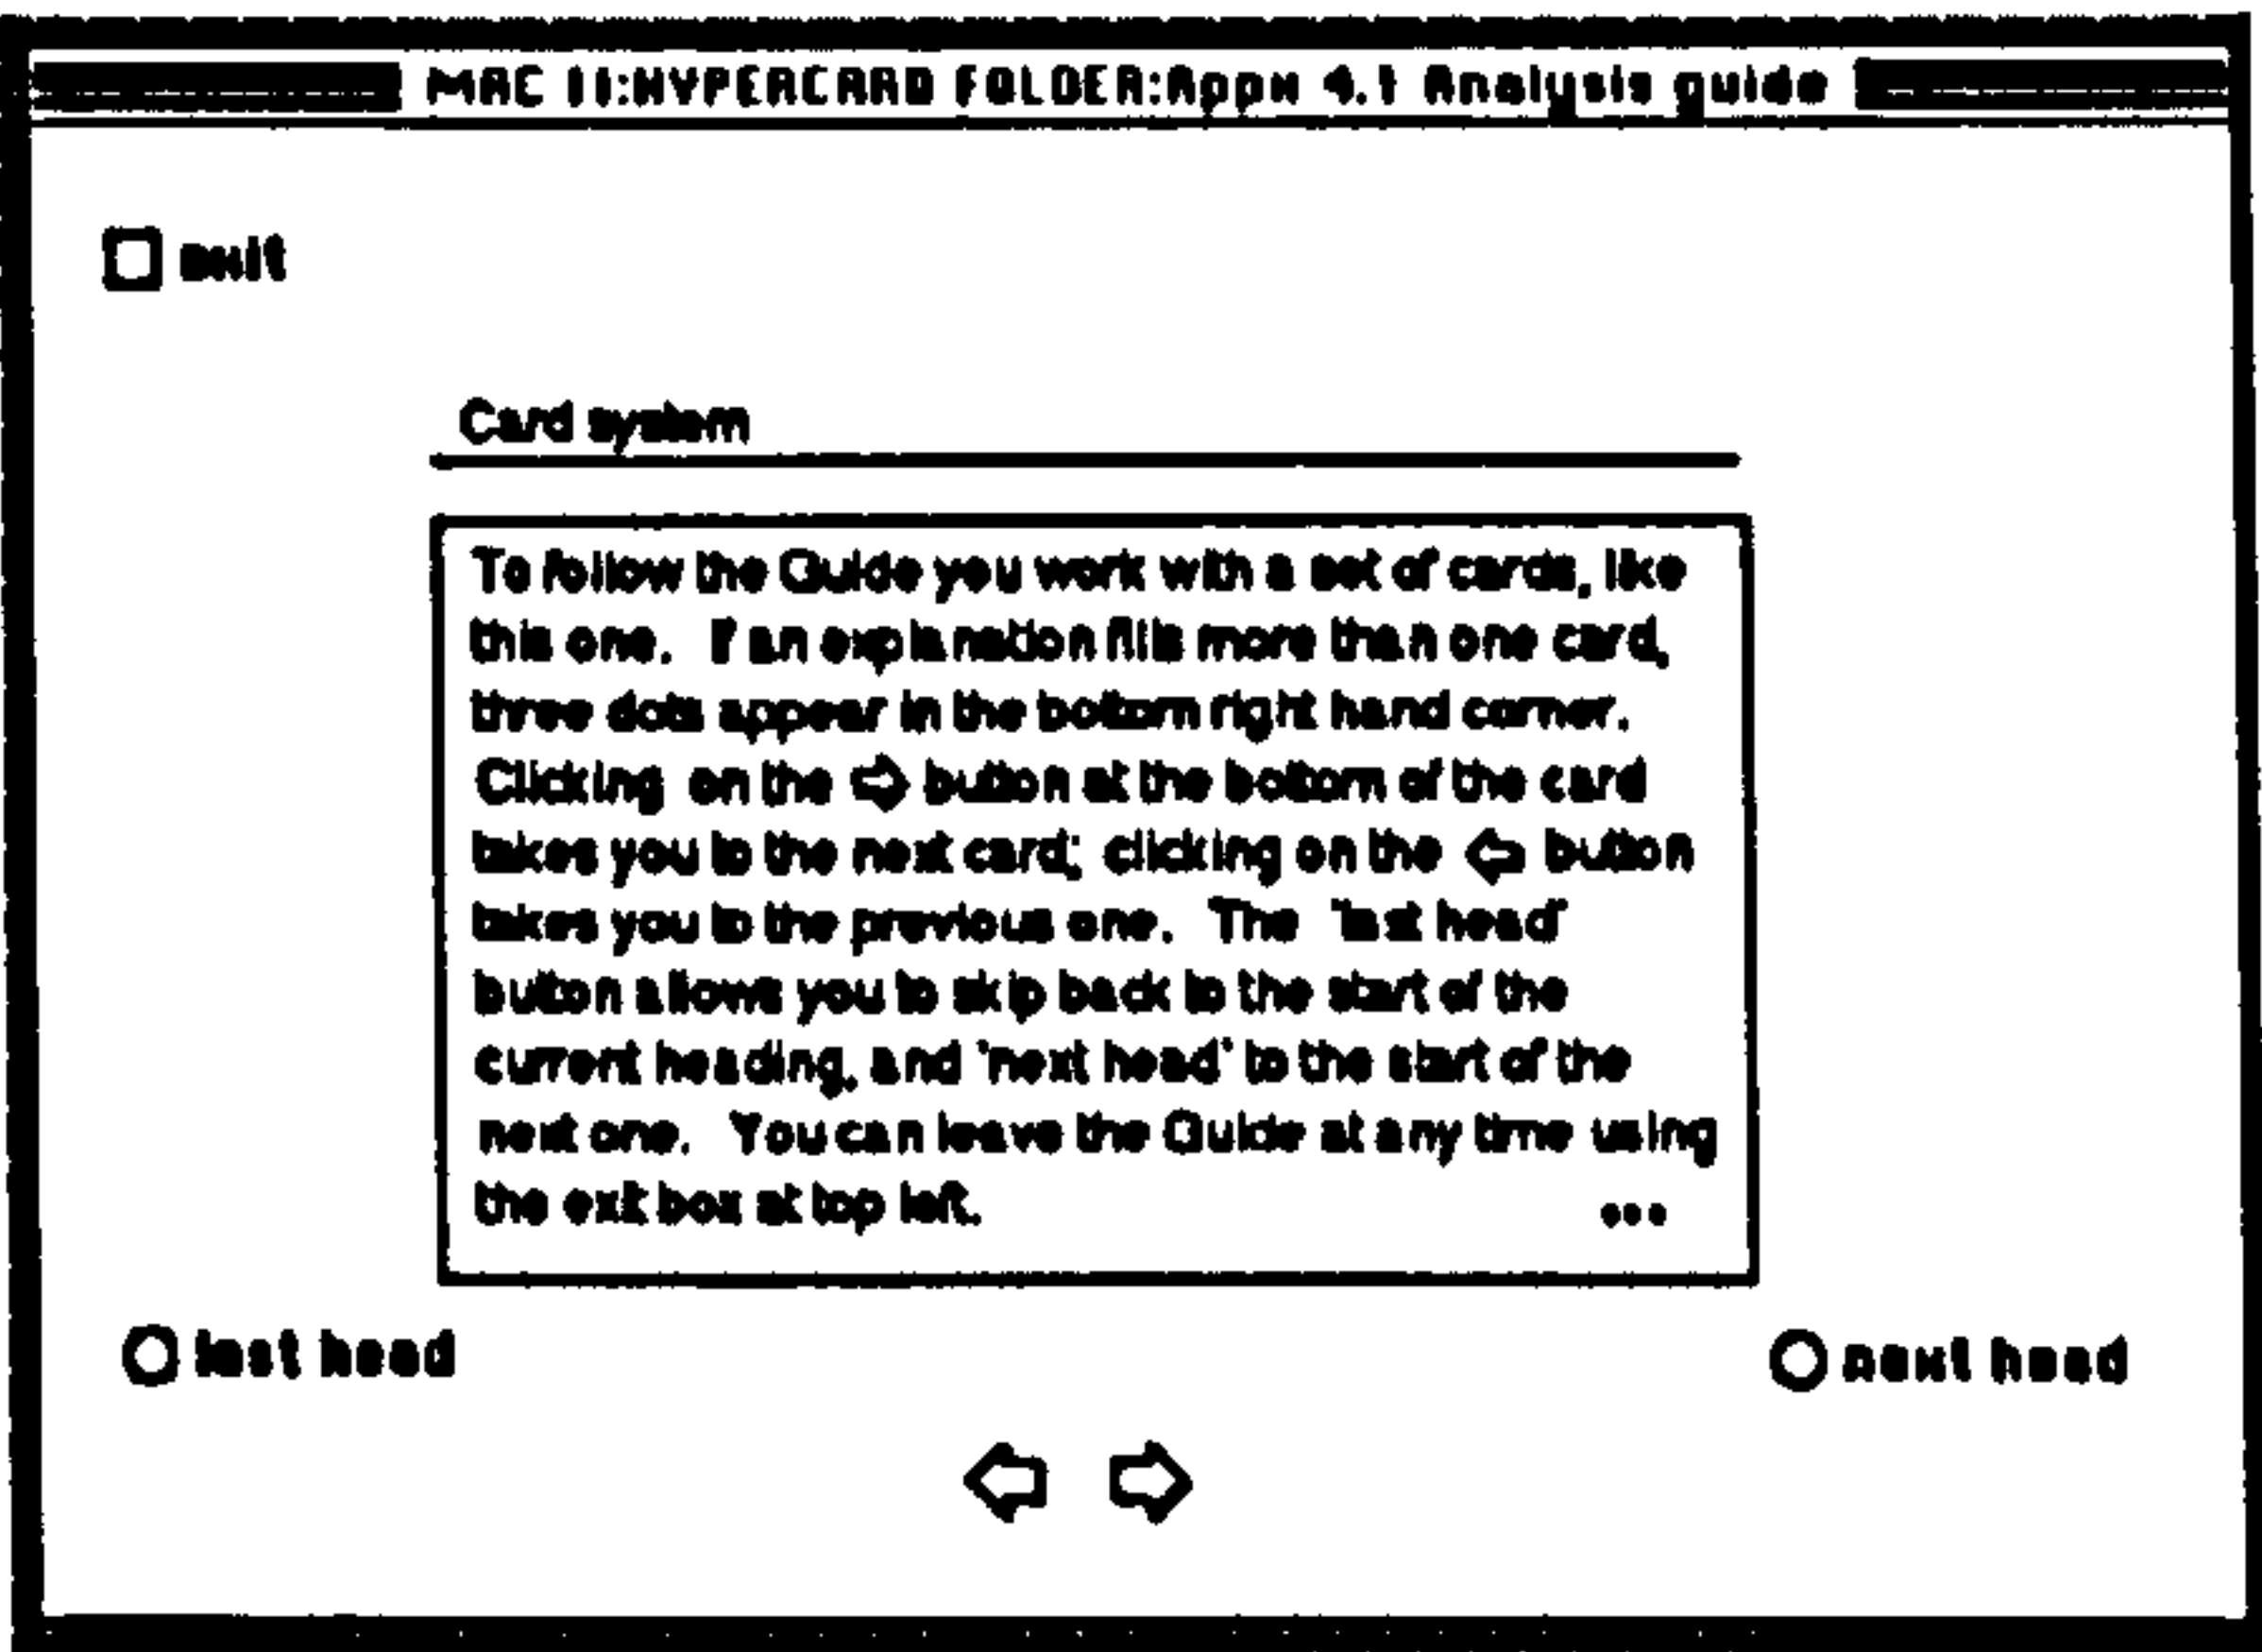 MAC II:HYPERCARD FOLDER:Appx 4.1 Analysis guide
exit
Card system
To follow the Guide you work with a set of cards, like
this one. If an explanation fills more than one card,
three dots appear in the bottom right hand corner.
Clicking on the ⇨ button at the bottom of the card
takes you to the next card; clicking on the ⇦ button
takes you to the previous one. The 'last head'
button allows you to skip back to the start of the
current heading, and 'next head' to the start of the
next one. You can leave the Guide at any time using
the exit box at top left. ...
last head
next head